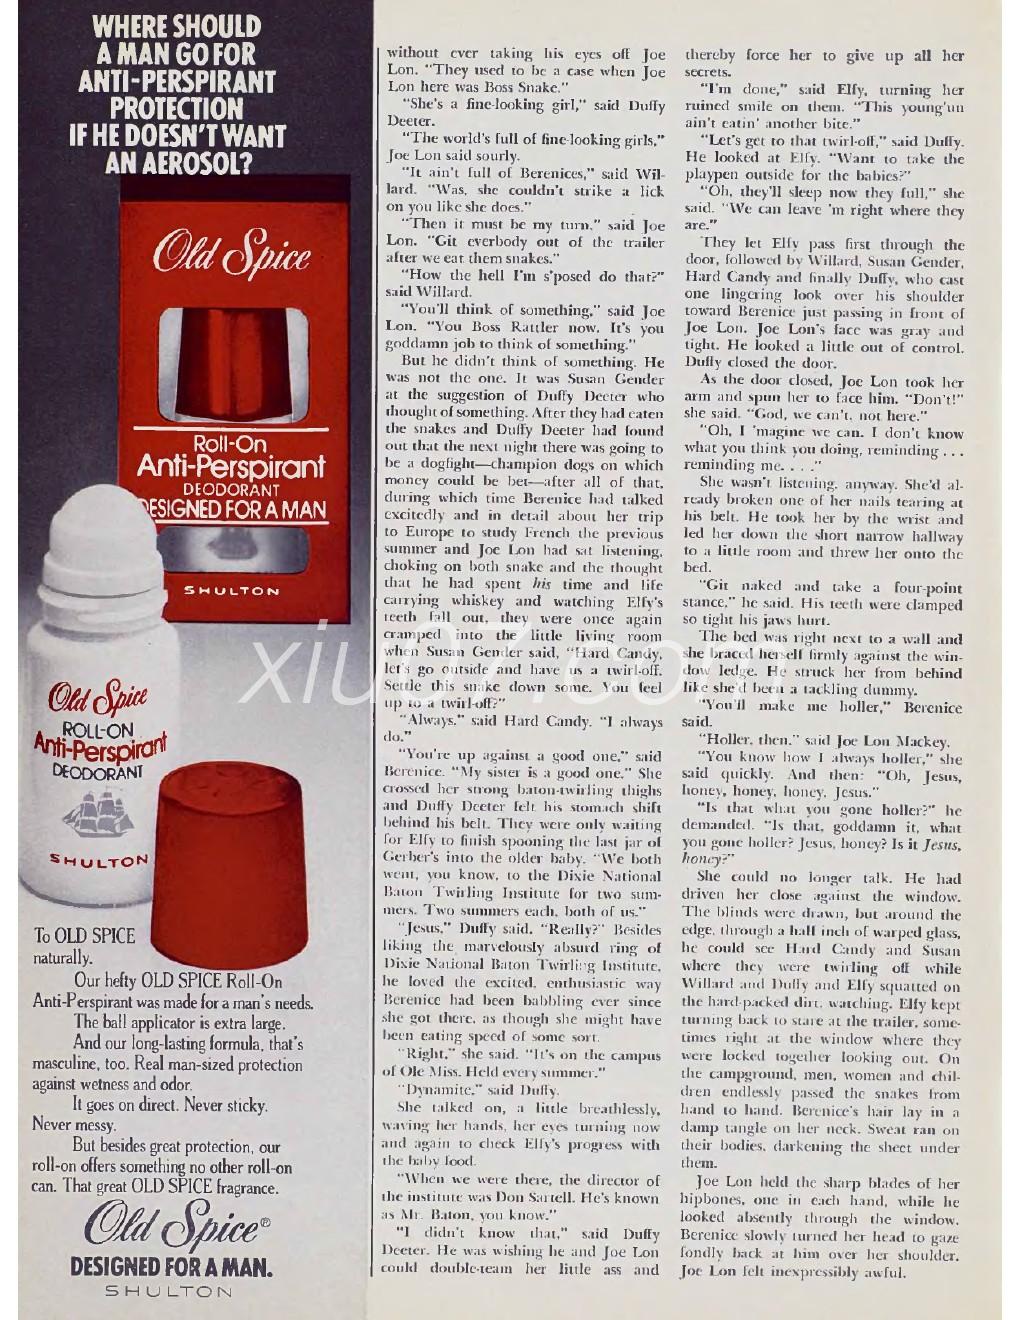 WHERE SHOULD
A MAN GO FOR
ANTI-PERSPIRANT
PROTECTION
IF HE DOESN'T WANT
AN AEROSOL?
Old Spice
Roll-On
Anti-Perspirant
DEODORANT
DESIGNED FOR A MAN
SHULTON
Old Spice
ROLL-ON
Anti-Perspirant
DEODORANT
SHULTON
To OLD SPICE
naturally.
Our hefty OLD SPICE Roll-On
Anti-Perspirant was made for a man's needs.
The ball applicator is extra large.
And our long-lasting formula, that's
masculine, too. Real man-sized protection
against wetness and odor.
It goes on direct. Never sticky.
Never messy.
But besides great protection, our
roll-on offers something no other roll-on
can. That great OLD SPICE fragrance.
Old Spice®
DESIGNED FOR A MAN.
SHULTON
without ever taking his eyes off Joe
Lon. "They used to be a case when Joe
Lon here was Boss Snake."
"She's a fine-looking girl," said Duffy
Deeter.
"The world's full of fine-looking girls,"
Joe Lon said sourly.
"It ain't full of Berenices," said Wil-
lard. "Was, she couldn't strike a lick
on you like she does."
"Then it must be my turn," said Joe
Lon. "Git everbody out of the trailer
after we eat them snakes."
"How the hell I'm s'posed do that?"
said Willard.
"You'll think of something," said Joe
Lon. "You Boss Rattler now. It's you
goddamn job to think of something."
But he didn't think of something. He
was not the one. It was Susan Gender
at the suggestion of Duffy Deeter who
thought of something. After they had eaten
the snakes and Duffy Deeter had found
out that the next night there was going to
be a dogfight—champion dogs on which
money could be bet—after all of that,
during which time Berenice had talked
excitedly and in detail about her trip
to Europe to study French the previous
summer and Joe Lon had sat listening,
choking on both snake and the thought
that he had spent his time and life
carrying whiskey and watching Elfy's
teeth fall out, they were once again
cramped into the little living room
when Susan Gender said, "Hard Candy,
let's go outside and have us a twirl-off.
Settle this snake down some. You feel
up to a twirl-off?"
"Always," said Hard Candy. "I always
do."
"You're up against a good one," said
Berenice. "My sister is a good one." She
crossed her strong baton-twirling thighs
and Duffy Deeter felt his stomach shift
behind his belt. They were only waiting
for Elfy to finish spooning the last jar of
Gerber's into the older baby. "We both
went, you know, to the Dixie National
Baton Twirling Institute for two sum-
mers. Two summers each, both of us."
"Jesus," Duffy said. "Really?" Besides
liking the marvelously absurd ring of
Dixie National Baton Twirling Institute,
he loved the excited, enthusiastic way
Berenice had been babbling ever since
she got there, as though she might have
been eating speed of some sort.
"Right," she said. "It's on the campus
of Ole Miss. Held every summer."
"Dynamite," said Duffy.
She talked on, a little breathlessly,
waving her hands, her eyes turning now
and again to check Elfy's progress with
the baby food.
"When we were there, the director of
the institute was Don Sartell. He's known
as Mr. Baton, you know."
"I didn't know that," said Duffy
Deeter. He was wishing he and Joe Lon
could double-team her little ass and
thereby force her to give up all her
secrets.
"I'm done," said Elfy, turning her
ruined smile on them. "This young'un
ain't eatin' another bite."
"Let's get to that twirl-off," said Duffy.
He looked at Elfy. "Want to take the
playpen outside for the babies?"
"Oh, they'll sleep now they full," she
said. "We can leave 'm right where they
are."
They let Elfy pass first through the
door, followed by Willard, Susan Gender,
Hard Candy and finally Duffy, who cast
one lingering look over his shoulder
toward Berenice just passing in front of
Joe Lon. Joe Lon's face was gray and
tight. He looked a little out of control.
Duffy closed the door.
As the door closed, Joe Lon took her
arm and spun her to face him. "Don't!"
she said. "God, we can't, not here."
"Oh, I 'magine we can. I don't know
what you think you doing, reminding . . .
reminding me. . . ."
She wasn't listening, anyway. She'd al-
ready broken one of her nails tearing at
his belt. He took her by the wrist and
led her down the short narrow hallway
to a little room and threw her onto the
bed.
"Git naked and take a four-point
stance," he said. His teeth were clamped
so tight his jaws hurt.
The bed was right next to a wall and
she braced herself firmly against the win-
dow ledge. He struck her from behind
like she'd been a tackling dummy.
"You'll make me holler," Berenice
said.
"Holler, then," said Joe Lon Mackey.
"You know how I always holler," she
said quickly. And then: "Oh, Jesus,
honey, honey, honey, Jesus."
"Is that what you gone holler?" he
demanded. "Is that, goddamn it, what
you gone holler? Jesus, honey? Is it Jesus,
honey?"
She could no longer talk. He had
driven her close against the window.
The blinds were drawn, but around the
edge, through a half inch of warped glass,
he could see Hard Candy and Susan
where they were twirling off while
Willard and Duffy and Elfy squatted on
the hard-packed dirt, watching. Elfy kept
turning back to stare at the trailer, some-
times right at the window where they
were locked together looking out. On
the campground, men, women and chil-
dren endlessly passed the snakes from
hand to hand. Berenice's hair lay in a
damp tangle on her neck. Sweat ran on
their bodies, darkening the sheet under
them.
Joe Lon held the sharp blades of her
hipbones, one in each hand, while he
looked absently through the window.
Berenice slowly turned her head to gaze
fondly back at him over her shoulder.
Joe Lon felt inexpressibly awful.